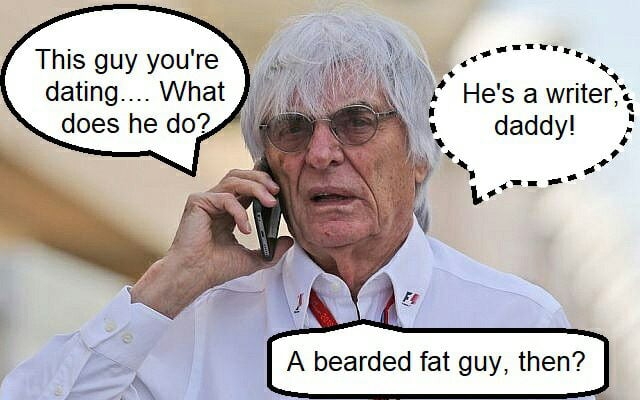 This guy you're
dating.... What
does he do?
He's a writer,
daddy!
A bearded fat guy, then?